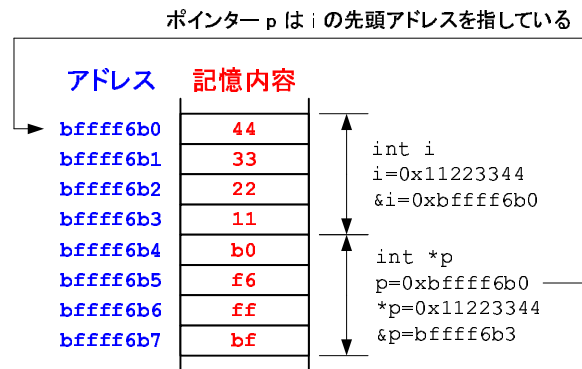 ポインター p は i の先頭アドレスを指している
アドレス 記憶内容
bffff6b0 44
bffff6b1 33
bffff6b2 22
bffff6b3 11
bffff6b4 b0
bffff6b5 f6
bffff6b6 ff
bffff6b7 bf
int i
i=0x11223344
&i=0xbffff6b0
int *p
p=0xbffff6b0
*p=0x11223344
&p=bffff6b3